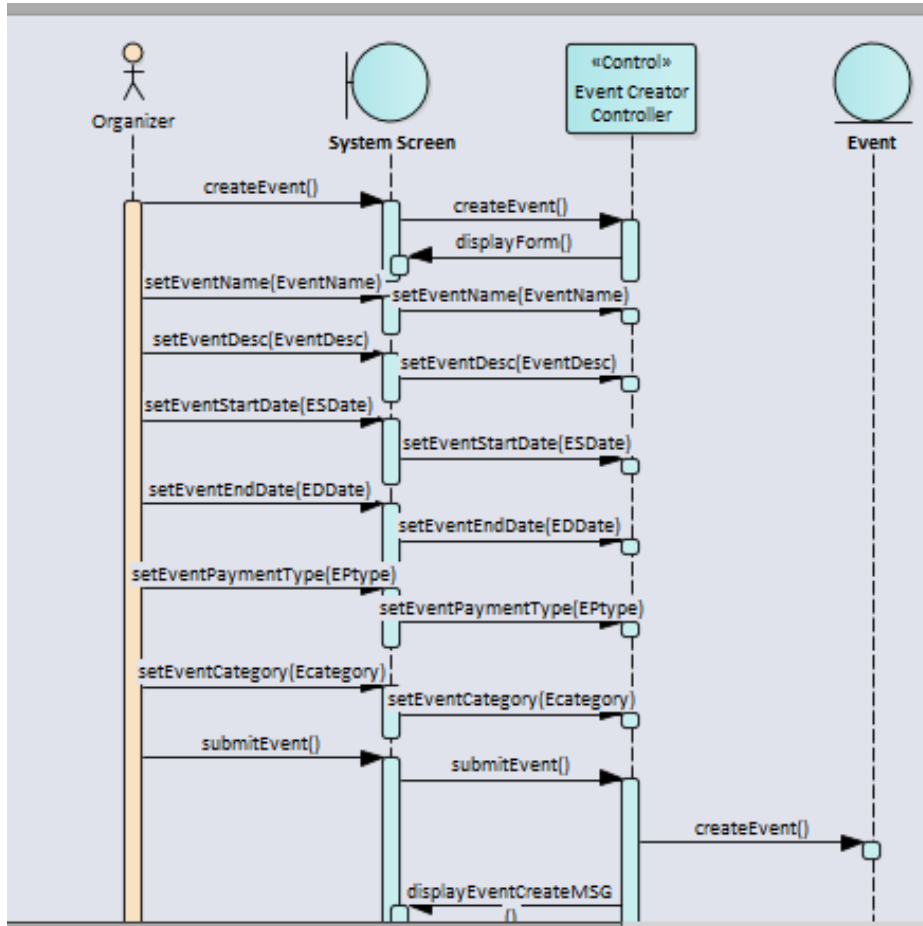 «Control»
Event Creator
Controller
Organizer
System Screen
Event
createEvent()
createEvent()
displayForm()
setEventName(EventName)
setEventName(EventName)
setEventDesc(EventDesc)
setEventDesc(EventDesc)
setEventStartDate(ESDate)
setEventStartDate(ESDate)
setEventEndDate(EDDate)
setEventEndDate(EDDate)
setEventPaymentType(EPtype)
setEventPaymentType(EPtype)
setEventCategory(Ecategory)
setEventCategory(Ecategory)
submitEvent()
submitEvent()
createEvent()
displayEventCreateMSG
()